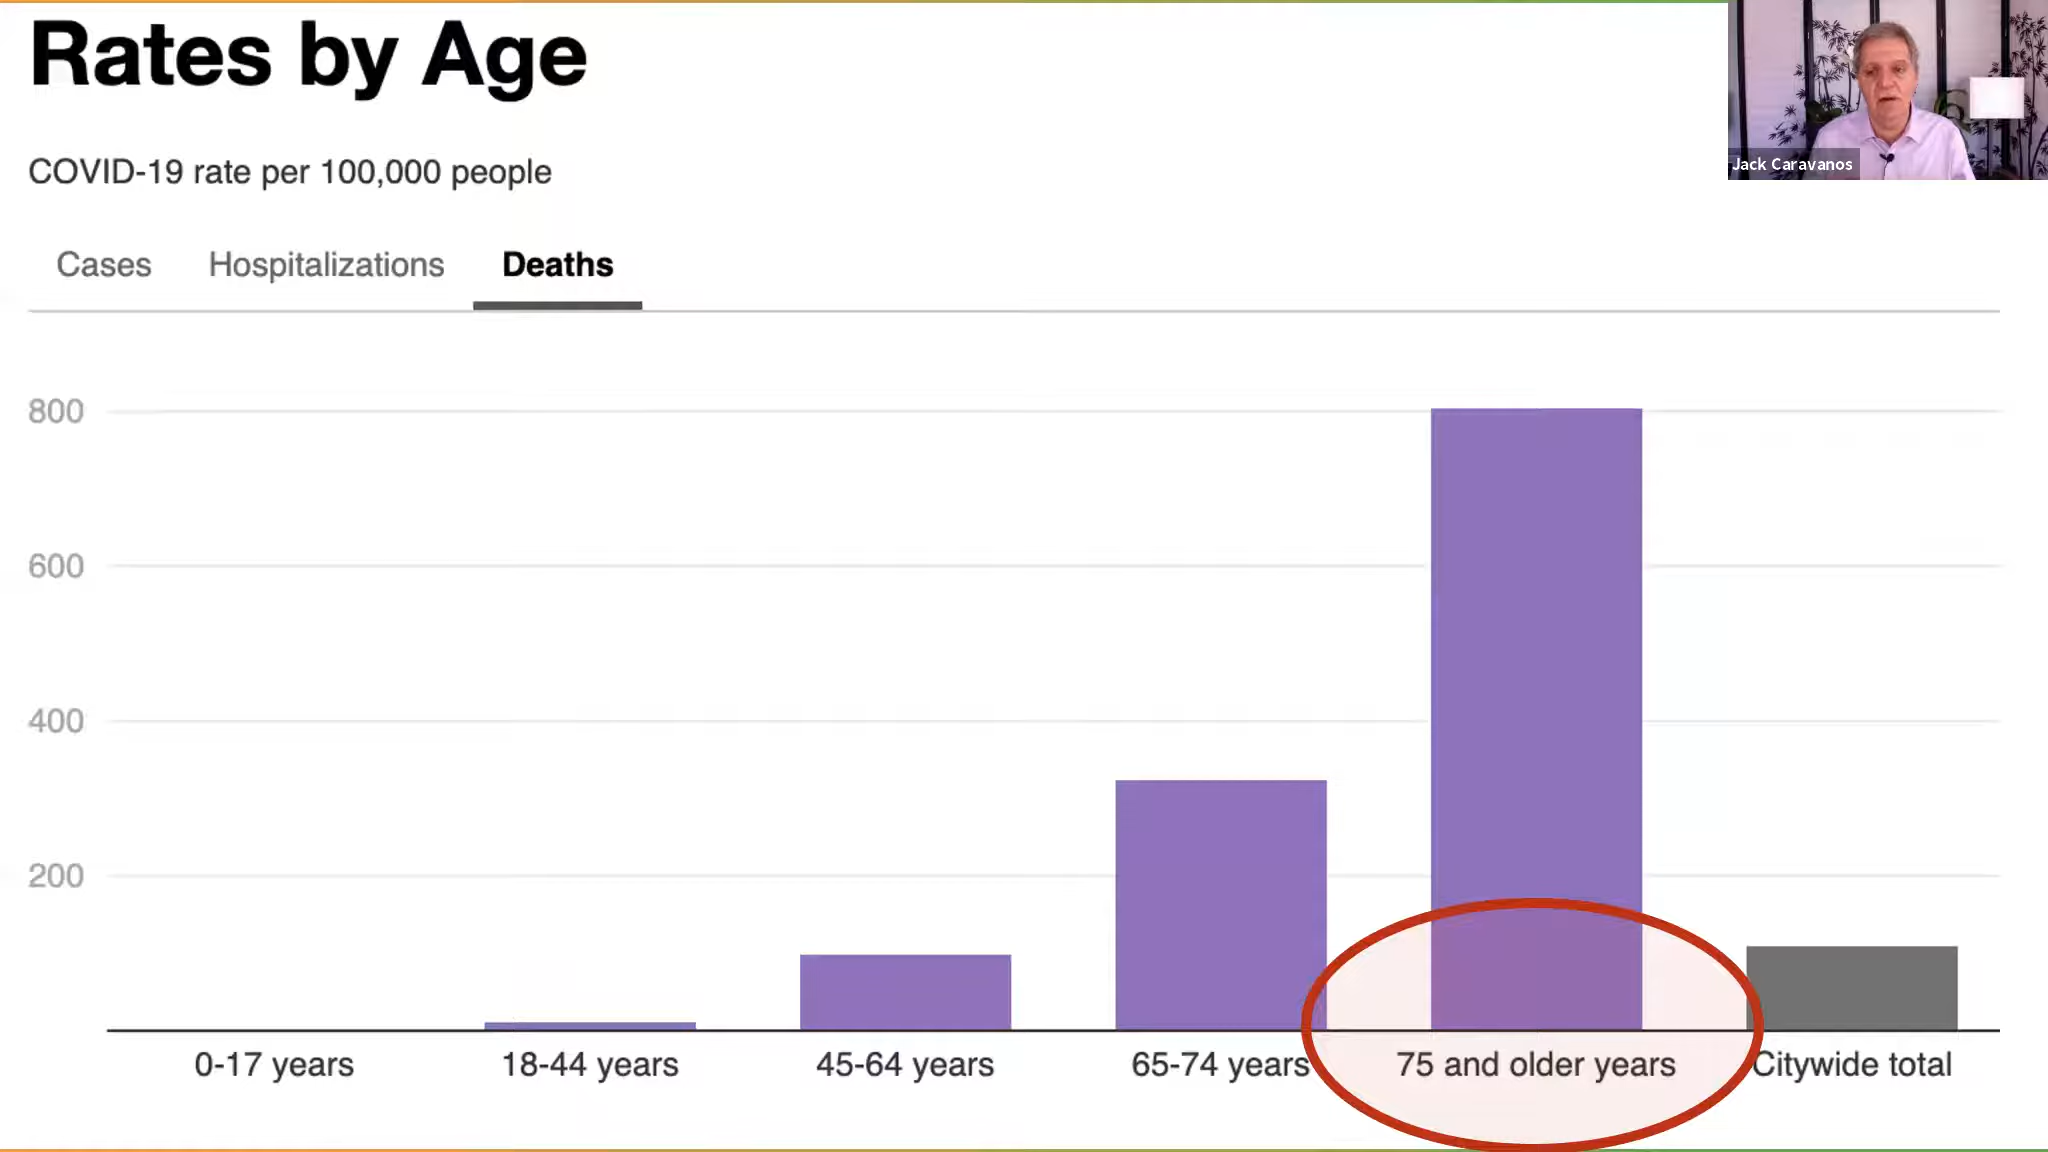 Rates by Age
Jack Caravanos
COVID-19 rate per 100,000 people
Cases Hospitalizations Deaths
800
600
400
200
0-17 years 18-44 years 45-64 years 65-74 years 75 and older years Citywide total